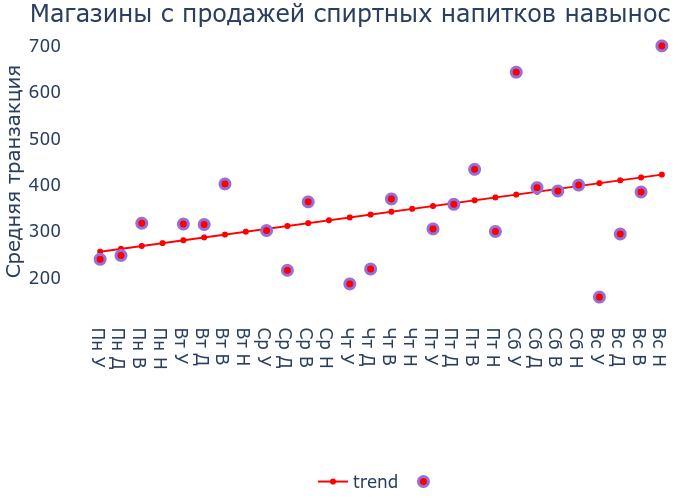 Магазины с продажей спиртных напитков навынос
Средняя транзакция
700
600
500
400
300
200
Пн У
Пн Д
Пн В
Пн Н
Вт У
Вт Д
Вт В
Вт Н
Ср У
Ср Д
Ср В
Ср Н
Чт У
Чт Д
Чт В
Чт Н
Пт У
Пт Д
Пт В
Пт Н
Сб У
Сб Д
Сб В
Сб Н
Вс У
Вс Д
Вс В
Вс Н
trend